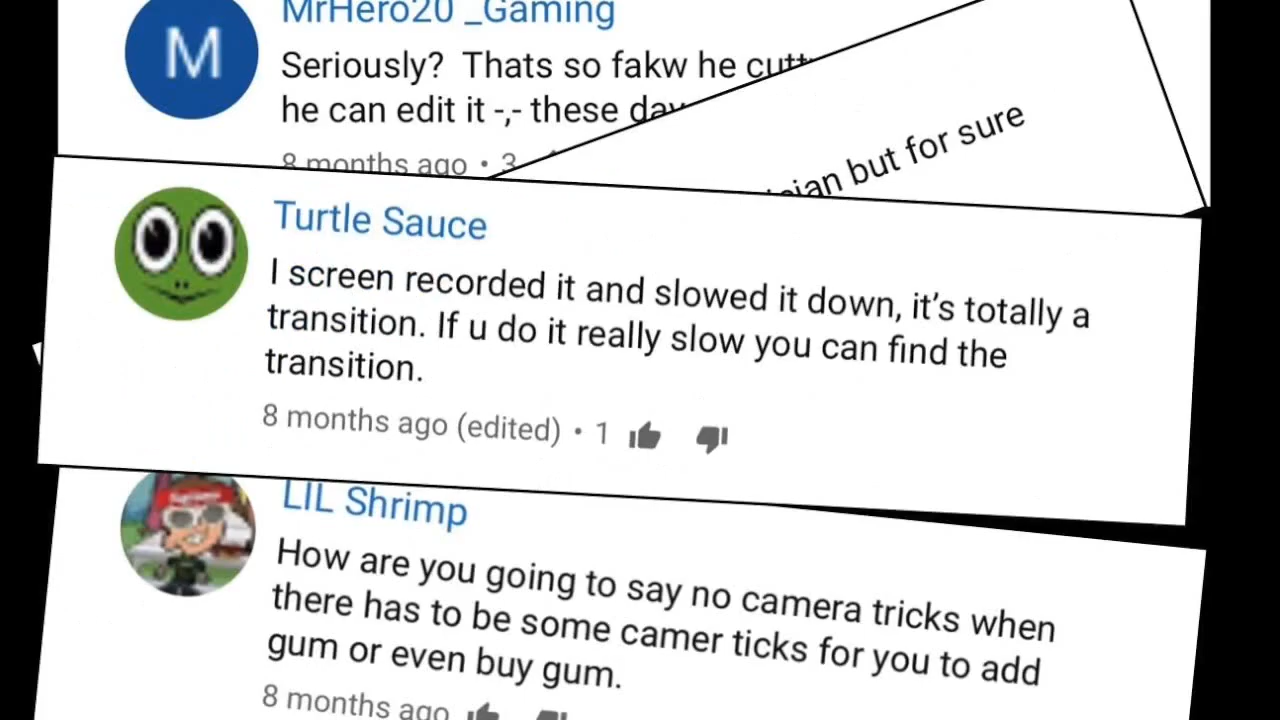 MrHero20 _Gaming
M
Seriously? Thats so fakw he
he can edit it -,- these
8 months ago • 3
but for sure
Turtle Sauce
I screen recorded it and slowed it down, it's totally a
transition. If u do it really slow you can find the
transition.
8 months ago (edited) • 1
LIL Shrimp
How are you going to say no camera tricks when
there has to be some camer ticks for you to add
gum or even buy gum.
8 months ago